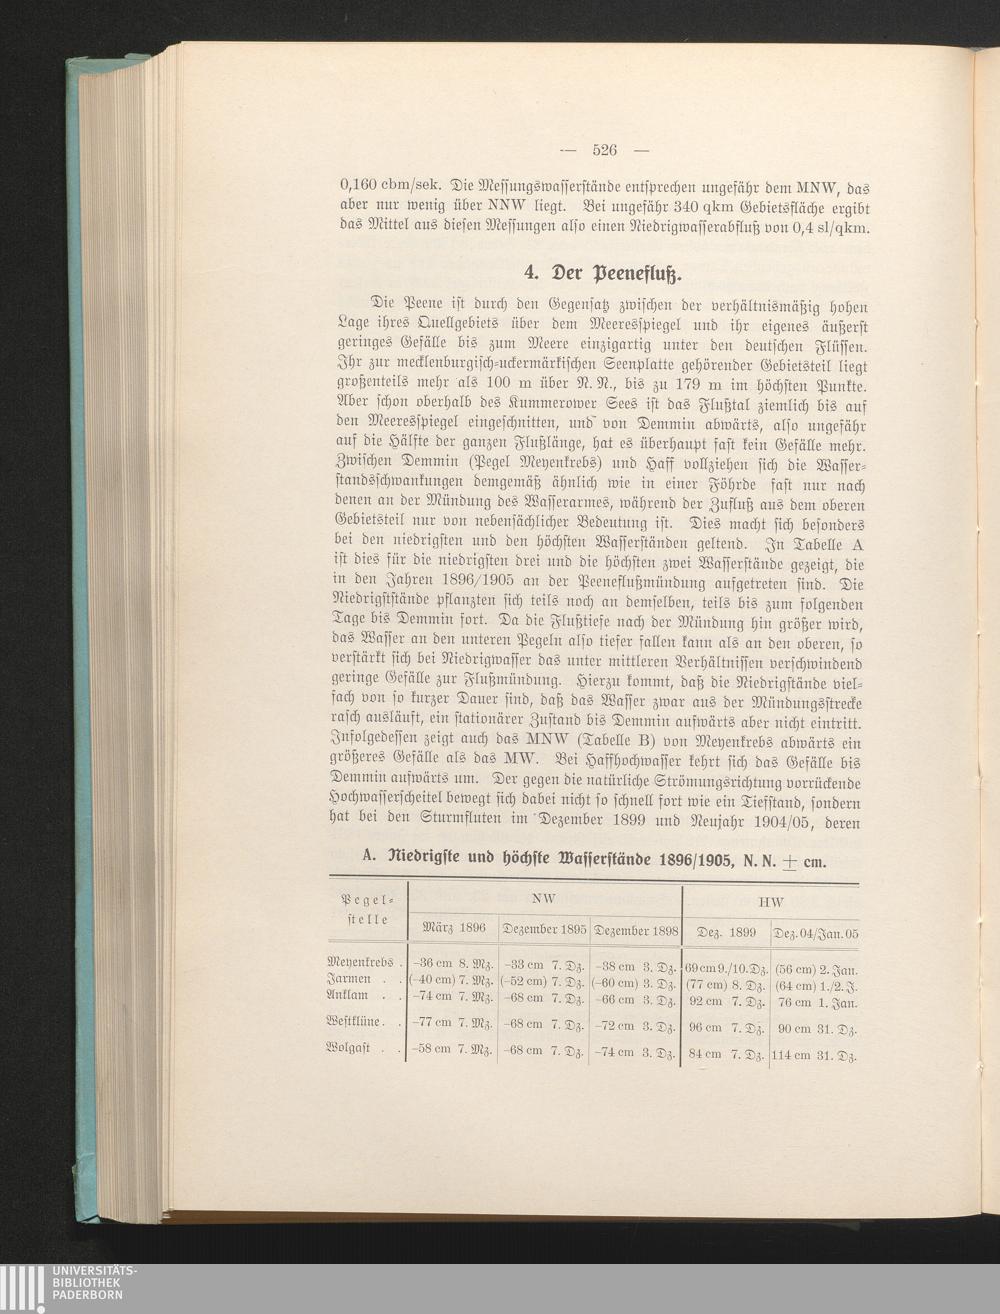 — 526 —
0,160 cbm/sek. Die Messungswasserstände entsprechen ungefähr dem MNW, das
aber nur wenig über NNW liegt. Bei ungefähr 340 qkm Gebietsfläche ergibt
das Mittel aus diesen Messungen also einen Niedrigwasserabfluß von 0,4 sl/qkm.
4. Der Peenefluß.
Die Peene ist durch den Gegensatz zwischen der verhältnismäßig hohen
Lage ihres Quellgebiets über dem Meeresspiegel und ihr eigenes äußerst
geringes Gefälle bis zum Meere einzigartig unter den deutschen Flüssen.
Ihr zur mecklenburgisch-uckermärkischen Seenplatte gehörender Gebietsteil liegt
großenteils mehr als 100 m über N. N., bis zu 179 m im höchsten Punkte.
Aber schon oberhalb des Kummerower Sees ist das Flußtal ziemlich bis auf
den Meeresspiegel eingeschnitten, und von Demmin abwärts, also ungefähr
auf die Hälfte der ganzen Flußlänge, hat es überhaupt fast kein Gefälle mehr.
Zwischen Demmin (Pegel Meyenkrebs) und Haff vollziehen sich die Wasser-
standsschwankungen demgemäß ähnlich wie in einer Föhrde fast nur nach
denen an der Mündung des Wasserarmes, während der Zufluß aus dem oberen
Gebietsteil nur von nebensächlicher Bedeutung ist. Dies macht sich besonders
bei den niedrigsten und den höchsten Wasserständen geltend. In Tabelle A
ist dies für die niedrigsten drei und die höchsten zwei Wasserstände gezeigt, die
in den Jahren 1896/1905 an der Peeneflußmündung aufgetreten sind. Die
Niedrigststände pflanzten sich teils noch an demselben, teils bis zum folgenden
Tage bis Demmin fort. Da die Flußtiefe nach der Mündung hin größer wird,
das Wasser an den unteren Pegeln also tiefer fallen kann als an den oberen, so
verstärkt sich bei Niedrigwasser das unter mittleren Verhältnissen verschwindend
geringe Gefälle zur Flußmündung. Hierzu kommt, daß die Niedrigstände viel-
fach von so kurzer Dauer sind, daß das Wasser zwar aus der Mündungsstrecke
rasch ausläuft, ein stationärer Zustand bis Demmin aufwärts aber nicht eintritt.
Infolgedessen zeigt auch das MNW (Tabelle B) von Meyenkrebs abwärts ein
größeres Gefälle als das MW. Bei Haffhochwasser kehrt sich das Gefälle bis
Demmin aufwärts um. Der gegen die natürliche Strömungsrichtung vorrückende
Hochwasserscheitel bewegt sich dabei nicht so schnell fort wie ein Tiefstand, sondern
hat bei den Sturmfluten im Dezember 1899 und Neujahr 1904/05, deren
A. Niedrigste und höchste Wasserstände 1896/1905, N. N. ± cm.
Pegel-
stelle
NW
HW
März 1896 Dezember 1895 Dezember 1898 Dez. 1899 Dez. 04/Jan. 05
Meyenkrebs . –36 cm 8. Mz. –33 cm 7. Dz. –38 cm 3. Dz. 69 cm 9./10. Dz. (56 cm) 2. Jan.
Jarmen . . (–40 cm) 7. Mz. (–52 cm) 7. Dz. (–60 cm) 3. Dz. (77 cm) 8. Dz. (64 cm) 1./2. J.
Anklam . . –74 cm 7. Mz. –68 cm 7. Dz. –66 cm 3. Dz. 92 cm 7. Dz. 76 cm 1. Jan.
Westklüne . . –77 cm 7. Mz. –68 cm 7. Dz. –72 cm 3. Dz. 96 cm 7. Dz. 90 cm 31. Dz.
Wolgast . . –58 cm 7. Mz. –68 cm 7. Dz. –74 cm 3. Dz. 84 cm 7. Dz. 114 cm 31. Dz.
UNIVERSITÄTS-
BIBLIOTHEK
PADERBORN